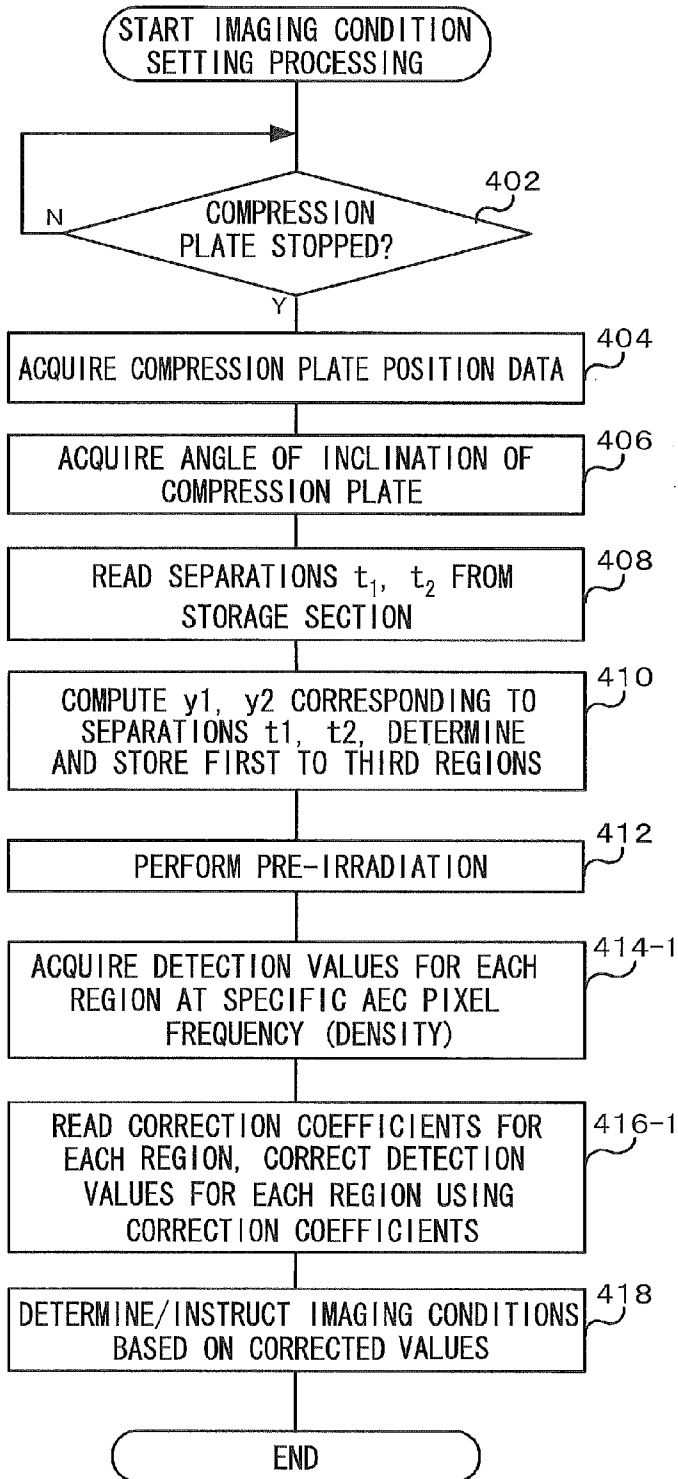 START IMAGING CONDITION
SETTING PROCESSING
402
N
COMPRESSION
PLATE STOPPED?
Y
404
ACQUIRE COMPRESSION PLATE POSITION DATA
406
ACQUIRE ANGLE OF INCLINATION OF
COMPRESSION PLATE
408
READ SEPARATIONS t₁, t₂ FROM
STORAGE SECTION
410
COMPUTE y1, y2 CORRESPONDING TO
SEPARATIONS t1, t2, DETERMINE
AND STORE FIRST TO THIRD REGIONS
412
PERFORM PRE-IRRADIATION
414-1
ACQUIRE DETECTION VALUES FOR EACH
REGION AT SPECIFIC AEC PIXEL
FREQUENCY (DENSITY)
416-1
READ CORRECTION COEFFICIENTS FOR
EACH REGION, CORRECT DETECTION
VALUES FOR EACH REGION USING
CORRECTION COEFFICIENTS
418
DETERMINE/INSTRUCT IMAGING CONDITIONS
BASED ON CORRECTED VALUES
END